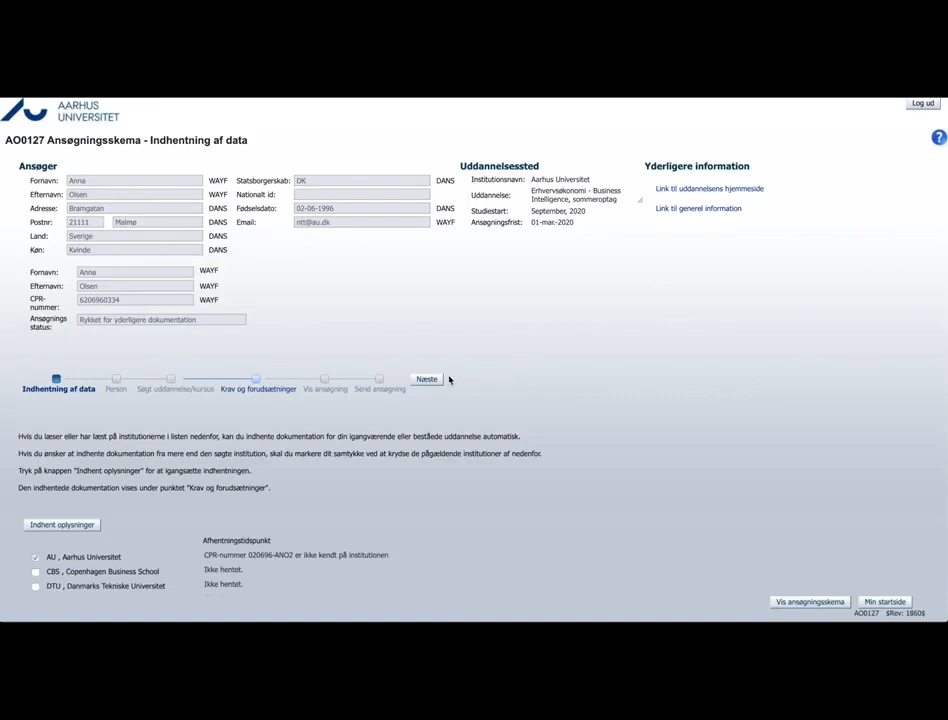 AARHUS
UNIVERSITET
Log ud
AO0127 Ansøgningsskema - Indhentning af data
?
Ansøger
Fornavn: Anna WAYF Statsborgerskab: DK DANS
Efternavn: Olsen WAYF Nationalt id:
Adresse: Bramgatan DANS Fødselsdato: 02-06-1996 DANS
Postnr: 21111 Malmø DANS Email: ntt@au.dk WAYF
Land: Sverige DANS
Køn: Kvinde DANS
Uddannelsessted
Institutionsnavn: Aarhus Universitet
Uddannelse: Erhvervsøkonomi - Business
Intelligence, sommeroptag
Studiestart: September, 2020
Ansøgningsfrist: 01-mar.-2020
Yderligere information
Link til uddannelsens hjemmeside
Link til generel information
Fornavn: Anna WAYF
Efternavn: Olsen WAYF
CPR-
nummer: 6206960334 WAYF
Ansøgnings
status: Rykket for yderligere dokumentation
Indhentning af data Person Søgt uddannelse/kursus Krav og forudsætninger Vis ansøgning Send ansøgning Næste
Hvis du læser eller har læst på institutionerne i listen nedenfor, kan du indhente dokumentation for din igangværende eller beståede uddannelse automatisk.
Hvis du ønsker at indhente dokumentation fra mere end den søgte institution, skal du markere dit samtykke ved at krydse de pågældende institutioner af nedenfor.
Tryk på knappen "Indhent oplysninger" for at igangsætte indhentningen.
Den indhentede dokumentation vises under punktet "Krav og forudsætninger".
Indhent oplysninger
Afhentningstidspunkt
AU , Aarhus Universitet CPR-nummer 020696-ANO2 er ikke kendt på institutionen
CBS , Copenhagen Business School Ikke hentet.
DTU , Danmarks Tekniske Universitet Ikke hentet.
Vis ansøgningsskema Min startside
AO0127 $Rev: 1860$